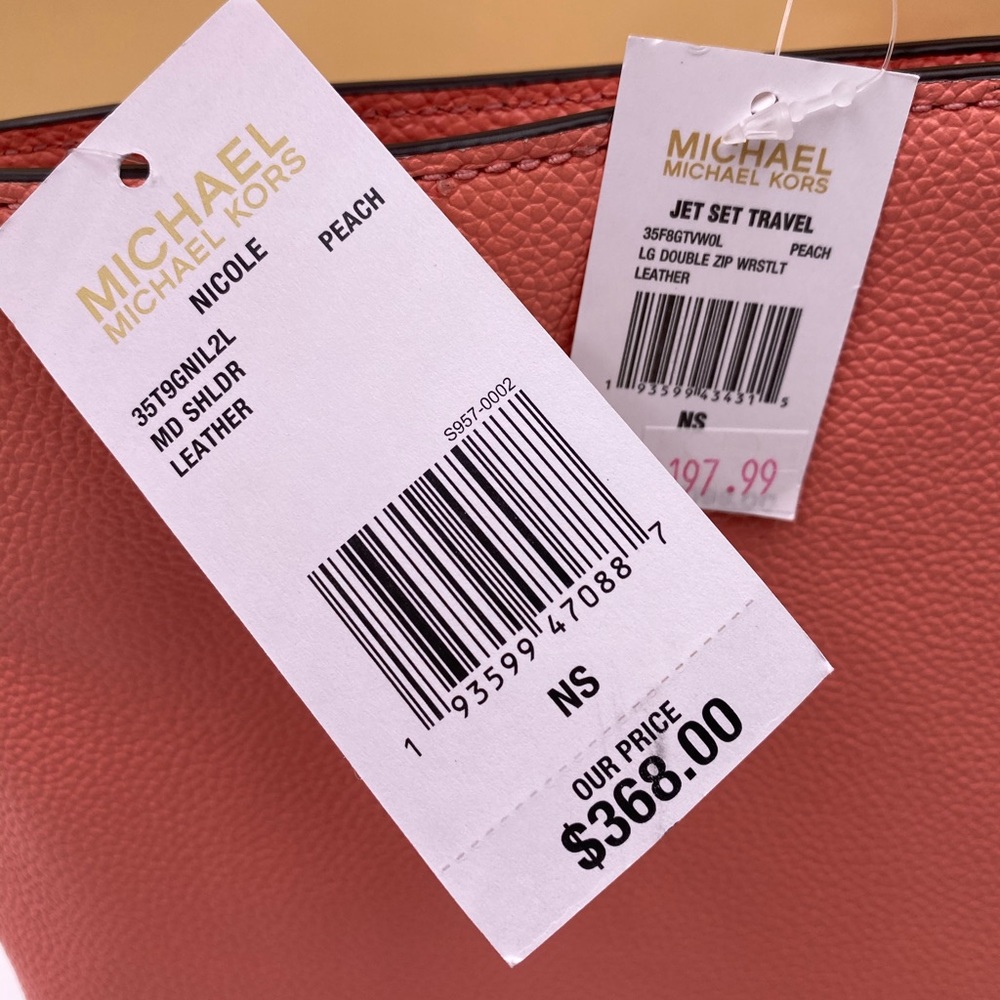 MICHAEL
MICHAEL KORS
NICOLE PEACH
35T9GNIL2L
MD SHLDR
LEATHER
S957-0002
1 93599 47088 7
NS
OUR PRICE
$368.00
MICHAEL
MICHAEL KORS
JET SET TRAVEL
35F8GTVW0L PEACH
LG DOUBLE ZIP WRSTLT
LEATHER
1 93599 43431 5
NS
197.99